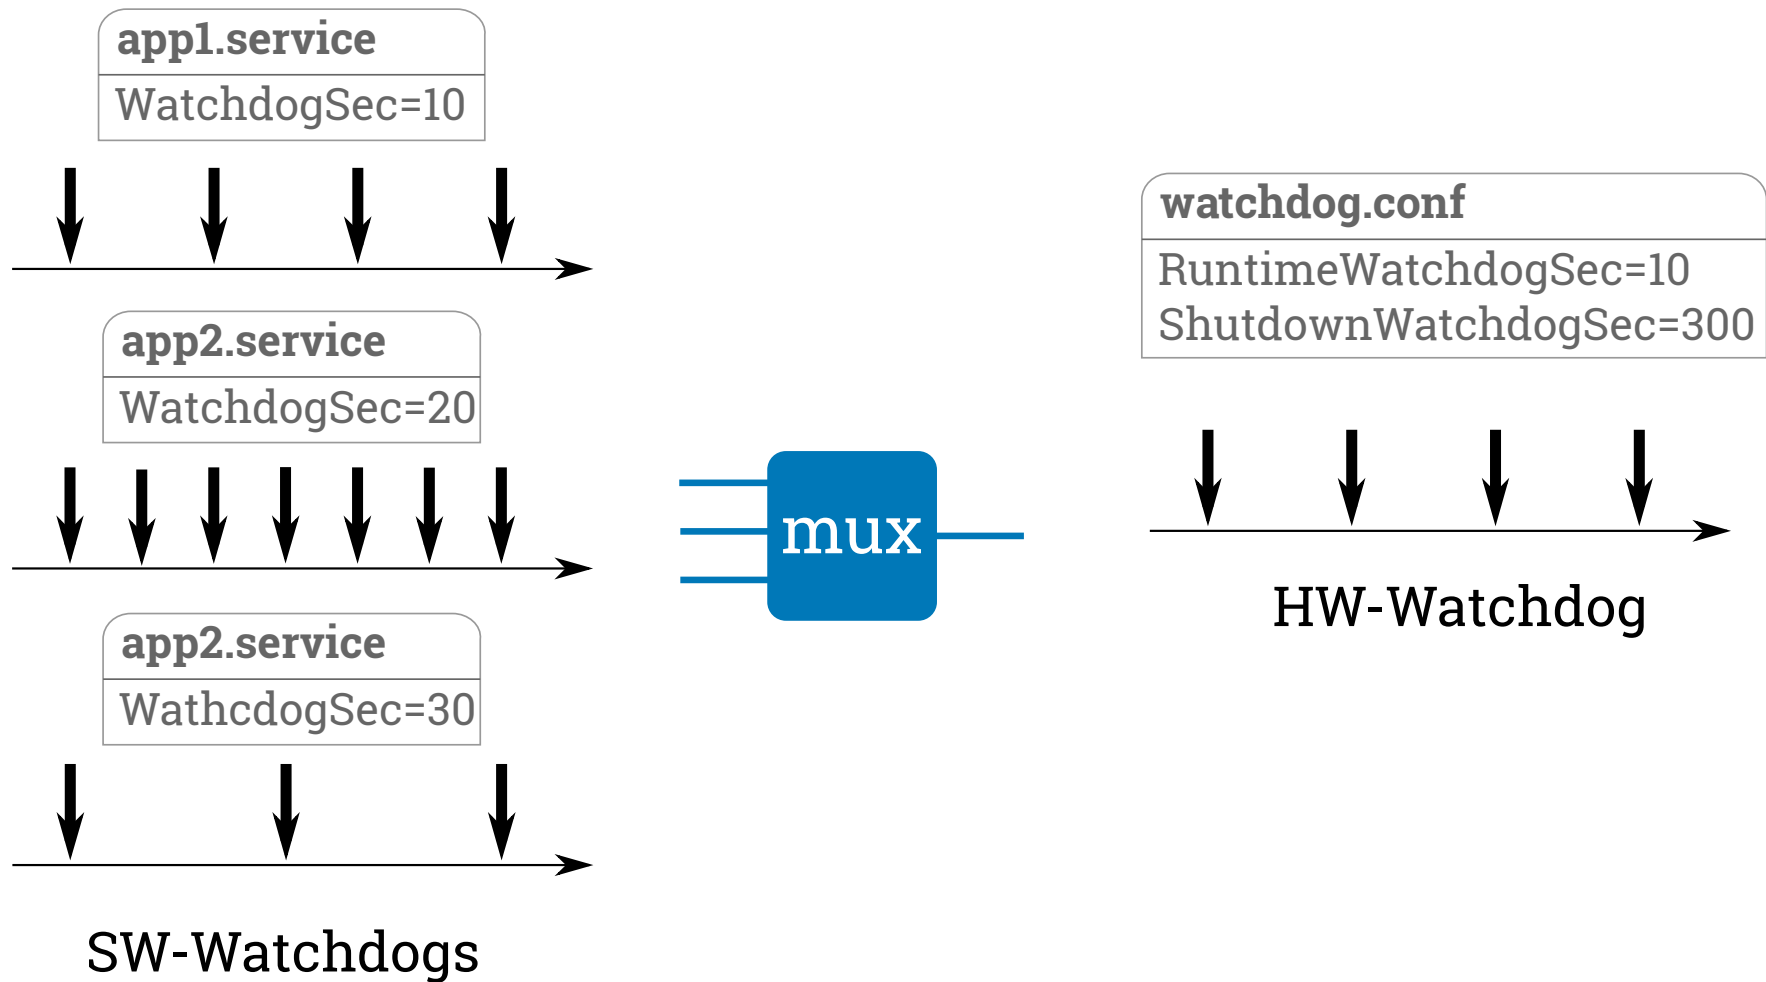 app1.service
WatchdogSec=10
app2.service
WatchdogSec=20
app2.service
WathcdogSec=30
SW-Watchdogs
mux
watchdog.conf
RuntimeWatchdogSec=10
ShutdownWatchdogSec=300
HW-Watchdog